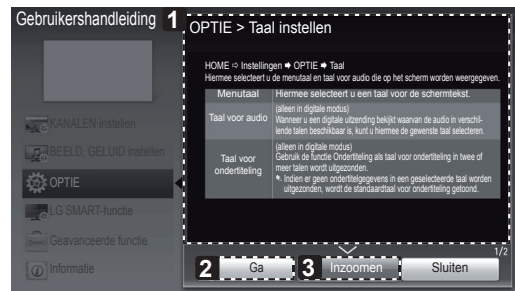 Gebruikershandleiding
1
OPTIE > Taal instellen
HOME ⇨ Instellingen ➡ OPTIE ➡ Taal
Hiermee selecteert u de menutaal en taal voor audio die op het scherm worden weergegeven.
Menutaal Hiermee selecteert u een taal voor de schermtekst.
Taal voor audio
(alleen in digitale modus)
Wanneer u een digitale uitzending bekijkt waarvan de audio in verschil-
lende talen beschikbaar is, kunt u hiermee de gewenste taal selecteren.
Taal voor
ondertiteling
(alleen in digitale modus)
Gebruik de functie Ondertiteling als taal voor ondertiteling in twee of
meer talen wordt uitgezonden.
Indien er geen ondertitelgegevens in een geselecteerde taal worden
uitgezonden, wordt de standaardtaal voor ondertiteling getoond.
KANALEN instellen
BEELD, GELUID instellen
OPTIE
LG SMART-functie
Geavanceerde functie
Informatie
1/2
2 Ga 3 Inzoomen Sluiten